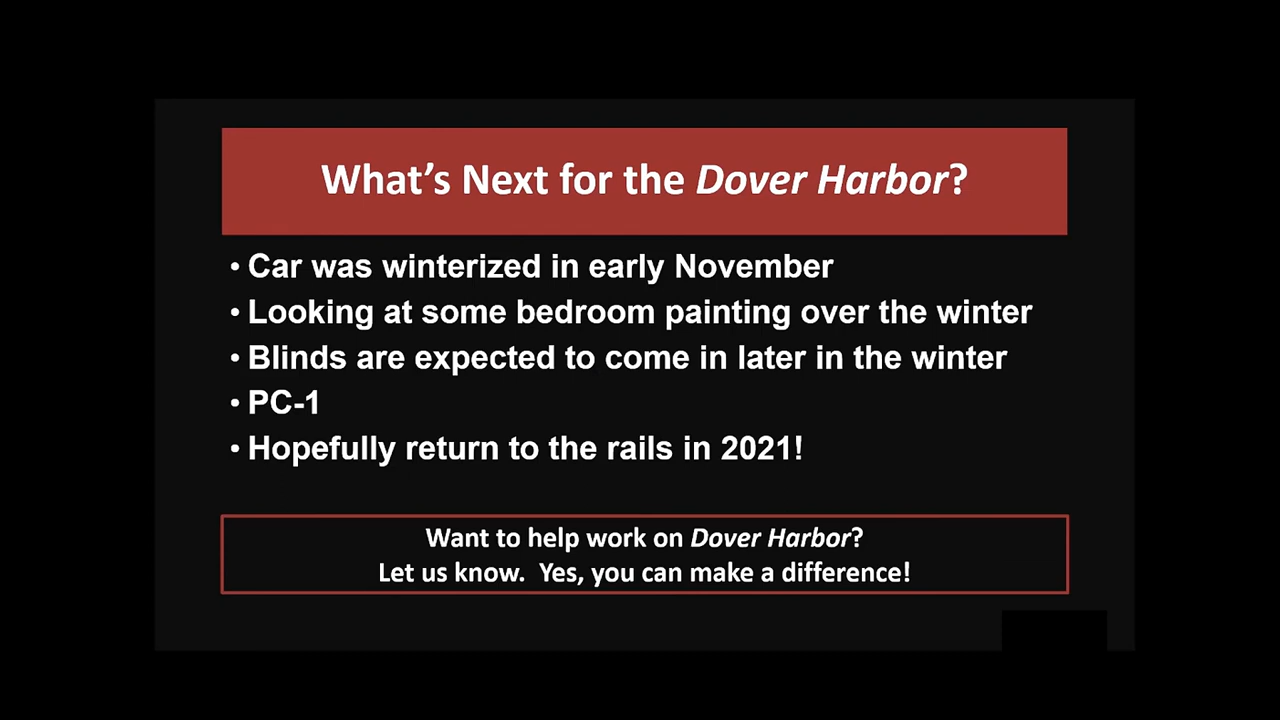 What's Next for the Dover Harbor?
• Car was winterized in early November
• Looking at some bedroom painting over the winter
• Blinds are expected to come in later in the winter
• PC-1
• Hopefully return to the rails in 2021!
Want to help work on Dover Harbor?
Let us know.  Yes, you can make a difference!